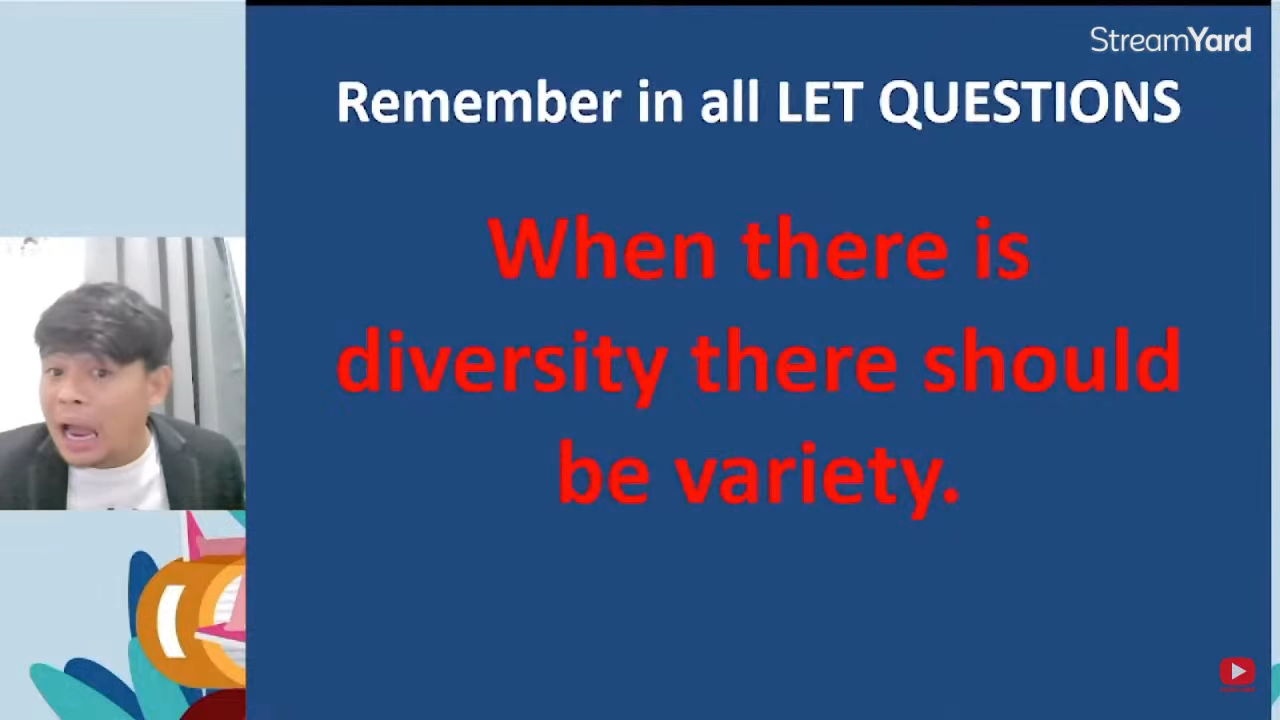 StreamYard
Remember in all LET QUESTIONS
When there is
diversity there should
be variety.